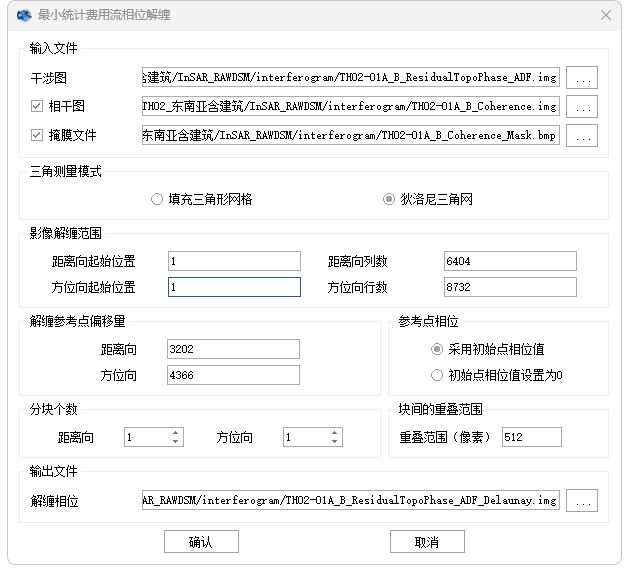 最小统计费用流相位解缠
输入文件
干涉图 含建筑/InSAR_RAWDSM/interferogram/TH02-01A_B_ResidualTopoPhase_ADF.img ...
相干图 TH02_东南亚含建筑/InSAR_RAWDSM/interferogram/TH02-01A_B_Coherence.img ...
掩膜文件 东南亚含建筑/InSAR_RAWDSM/interferogram/TH02-01A_B_Coherence_Mask.bmp ...
三角测量模式
填充三角形网格 狄洛尼三角网
影像解缠范围
距离向起始位置 1 距离向列数 6404
方位向起始位置 1 方位向行数 8732
解缠参考点偏移量 参考点相位
距离向 3202 采用初始点相位值
方位向 4366 初始点相位值设置为0
分块个数 块间的重叠范围
距离向 1 方位向 1 重叠范围（像素） 512
输出文件
解缠相位 AR_RAWDSM/interferogram/TH02-01A_B_ResidualTopoPhase_ADF_Delaunay.img ...
确认 取消